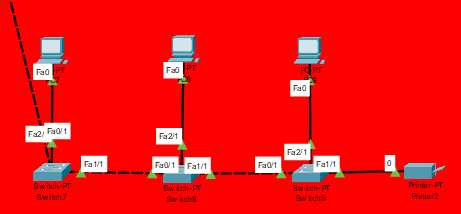 Fa0
Fa0
Fa0
Fa2/
Fa0/1
Fa2/1
Fa2/1
Fa1/1
Fa0/1
Fa1/1
Fa0/1
Fa1/1
0
Switch-PT
Switch7
Switch-PT
Switch8
Switch-PT
Switch9
Printer-PT
Printer2